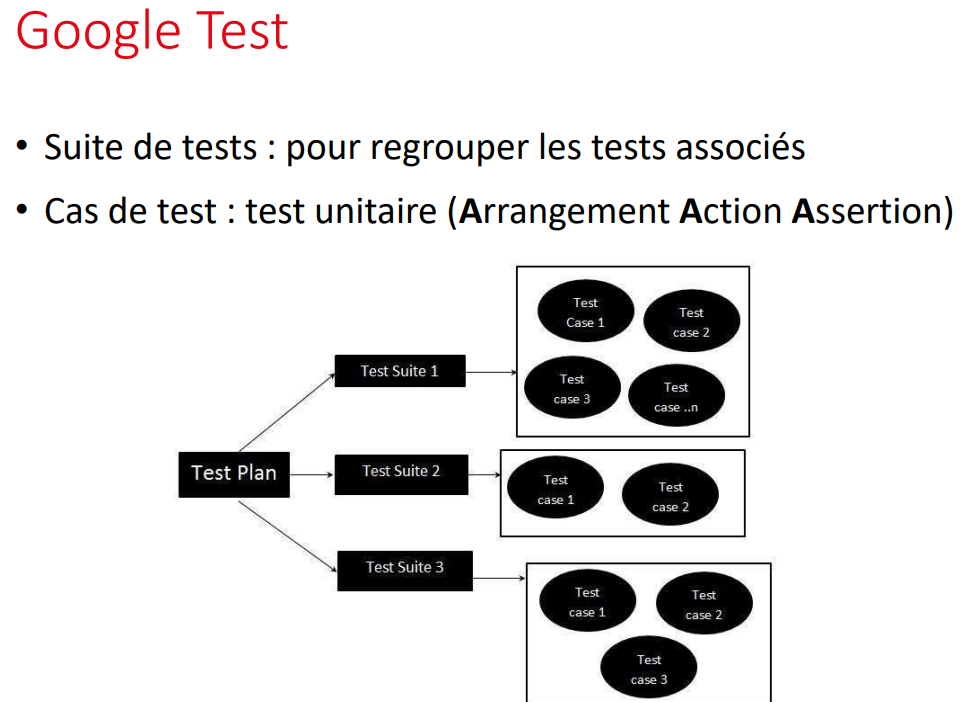 Google Test
• Suite de tests : pour regrouper les tests associés
• Cas de test : test unitaire (Arrangement Action Assertion)
Test Plan
Test Suite 1
Test
Case 1
Test
case 2
Test
case 3
Test
case ..n
Test Suite 2
Test
case 1
Test
case 2
Test Suite 3
Test
case 1
Test
case 2
Test
case 3